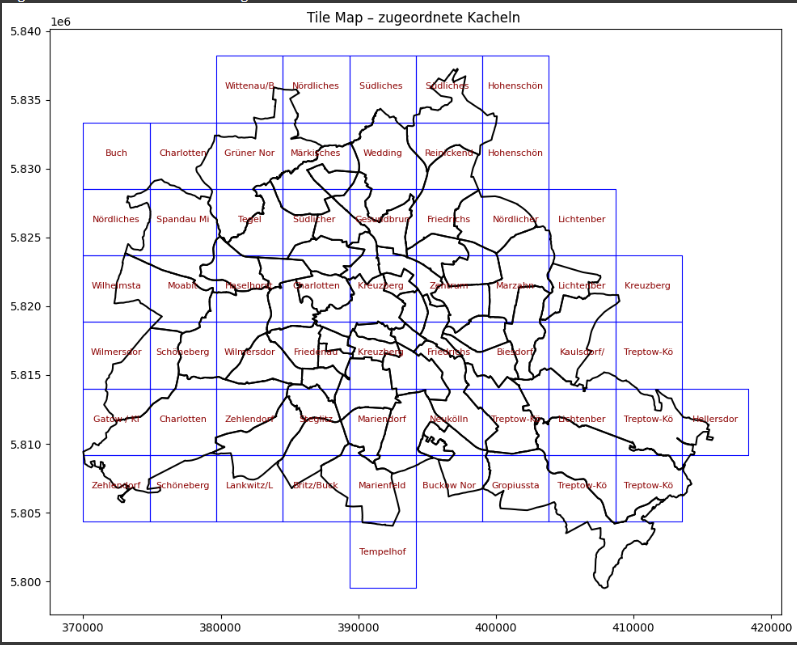 Tile Map – zugeordnete Kacheln
1e6
5.840
5.835
Wittenau/B Nördliches Südliches Südliches Hohenschön
5.830
Buch Charlotten Grüner Nor Märkisches Wedding Reinickend Hohenschön
5.825
Nördliches Spandau Mi Tegel Südlicher Gesundbrun Friedrichs Nördlicher Lichtenber
5.820
Wilhelmsta Moabit Haselhorst Charlotten Kreuzberg Zentrum Marzahn Lichtenber Kreuzberg
5.815
Wilmersdor Schöneberg Wilmersdor Friedenau Kreuzberg Friedrichs Biesdorf Kaulsdorf/ Treptow-Kö
5.810
Gatow / Kl Charlotten Zehlendorf Steglitz Mariendorf Neukölln Treptow-Kö Lichtenber Treptow-Kö Hellersdor
5.805
Zehlendorf Schöneberg Lankwitz/L Britz/Buck Marienfeld Buckow Nor Gropiussta Treptow-Kö Treptow-Kö
5.800
Tempelhof
370000 380000 390000 400000 410000 420000